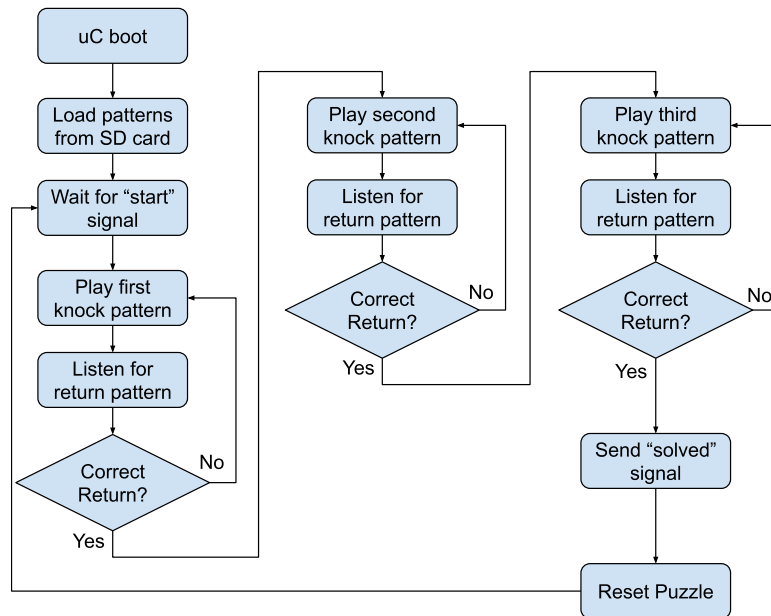 uC boot
Load patterns
from SD card
Wait for “start”
signal
Play first
knock pattern
Listen for
return pattern
Correct
Return?
No
Yes
Play second
knock pattern
Listen for
return pattern
Correct
Return?
No
Yes
Play third
knock pattern
Listen for
return pattern
Correct
Return?
No
Yes
Send “solved”
signal
Reset Puzzle